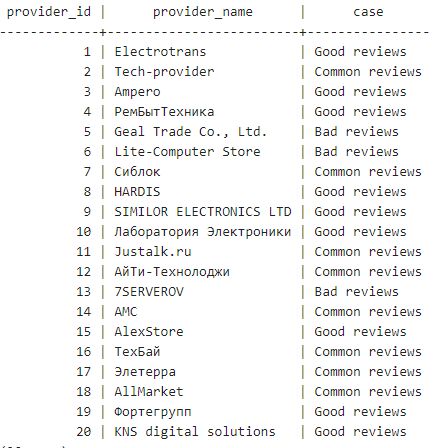 provider_id | provider_name | case
-------------+------------------------+----------------
1 | Electrotrans | Good reviews
2 | Tech-provider | Common reviews
3 | Ampero | Good reviews
4 | РемБытТехника | Good reviews
5 | Geal Trade Co., Ltd. | Bad reviews
6 | Lite-Computer Store | Bad reviews
7 | Сиблок | Common reviews
8 | HARDIS | Good reviews
9 | SIMILOR ELECTRONICS LTD | Good reviews
10 | Лаборатория Электроники | Good reviews
11 | Justalk.ru | Common reviews
12 | АйТи-Технолоджи | Common reviews
13 | 7SERVEROV | Bad reviews
14 | AMC | Common reviews
15 | AlexStore | Good reviews
16 | ТехБай | Common reviews
17 | Элетерра | Common reviews
18 | AllMarket | Common reviews
19 | Фортегрупп | Good reviews
20 | KNS digital solutions | Good reviews